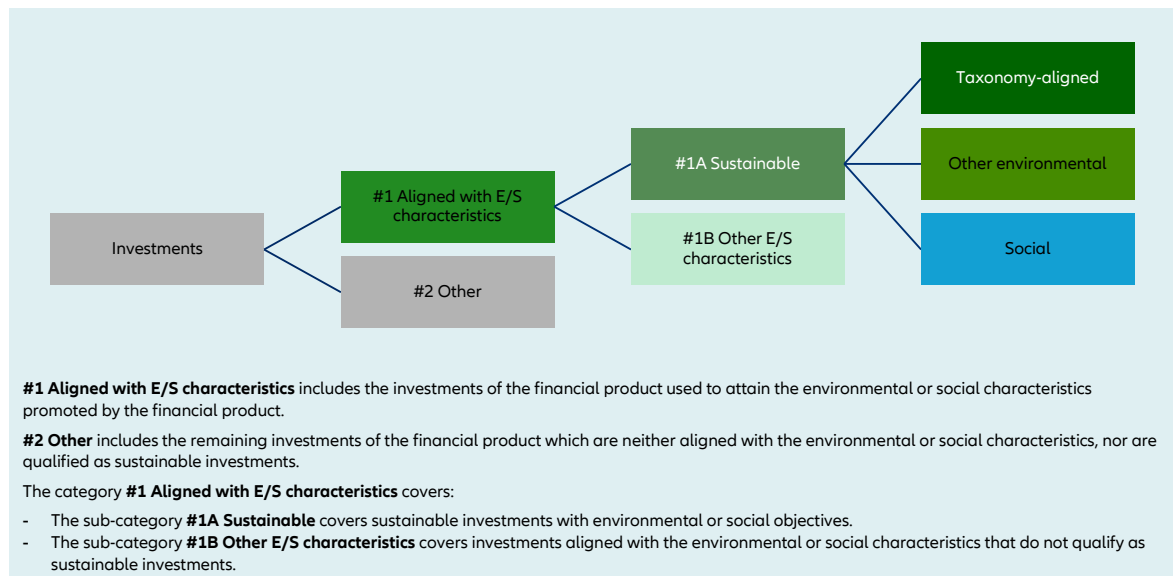 Taxonomy-aligned
#1A Sustainable
Other environmental
#1 Aligned with E/S
characteristics
Investments
#1B Other E/S
characteristics
Social
#2 Other
#1 Aligned with E/S characteristics includes the investments of the financial product used to attain the environmental or social characteristics
promoted by the financial product.
#2 Other includes the remaining investments of the financial product which are neither aligned with the environmental or social characteristics, nor are
qualified as sustainable investments.
The category #1 Aligned with E/S characteristics covers:
- The sub-category #1A Sustainable covers sustainable investments with environmental or social objectives.
- The sub-category #1B Other E/S characteristics covers investments aligned with the environmental or social characteristics that do not qualify as
sustainable investments.